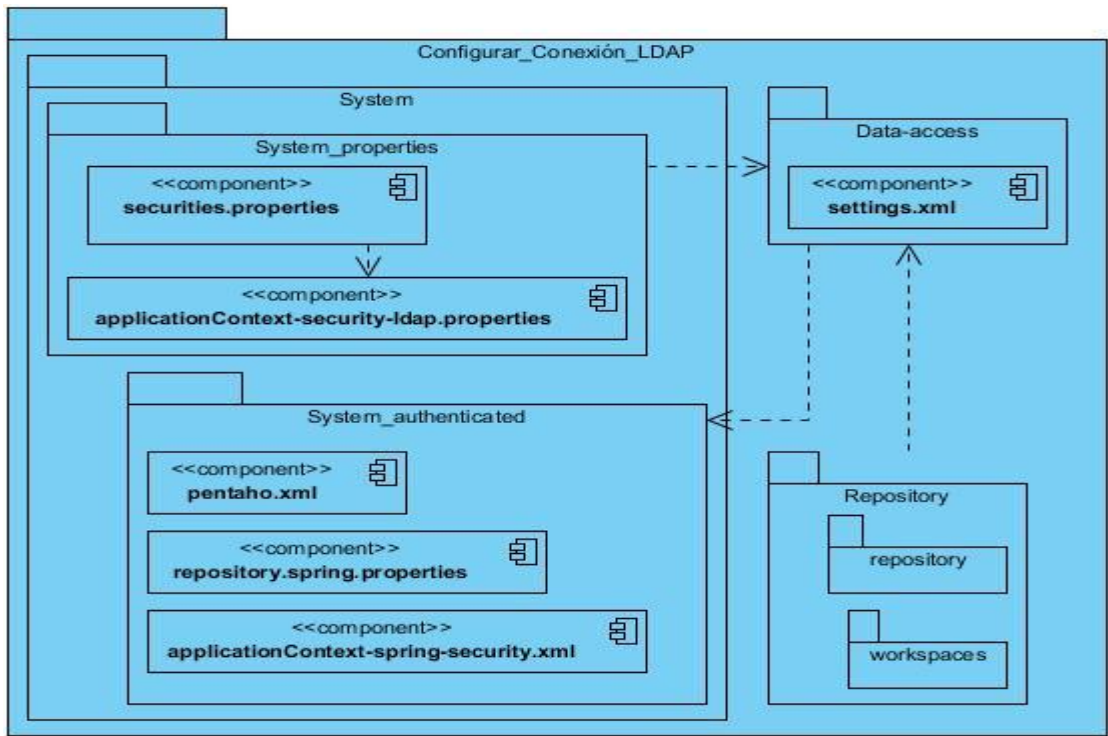 Configurar_Conexión_LDAP
System
System_properties
<<component>>
securities.properties
<<component>>
applicationContext-security-ldap.properties
Data-access
<<component>>
settings.xml
System_authenticated
<<component>>
pentaho.xml
<<component>>
repository.spring.properties
<<component>>
applicationContext-spring-security.xml
Repository
repository
workspaces